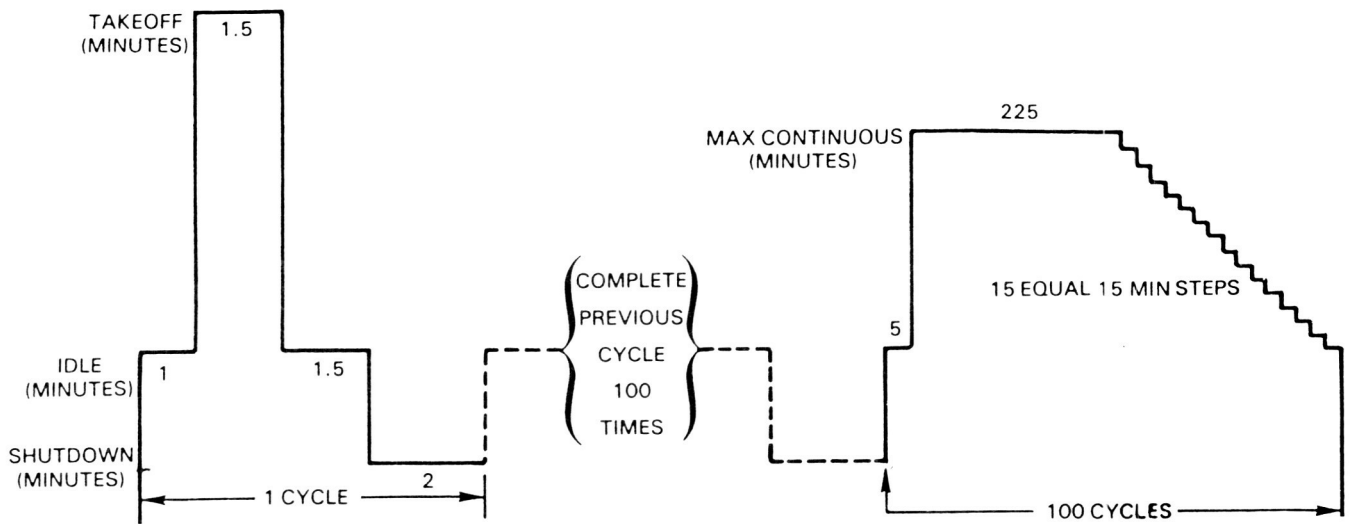 TAKEOFF
(MINUTES)
1.5
225
MAX CONTINUOUS
(MINUTES)
COMPLETE
PREVIOUS
CYCLE
100
TIMES
15 EQUAL 15 MIN STEPS
5
IDLE
(MINUTES)
1
1.5
SHUTDOWN
(MINUTES)
2
1 CYCLE
100 CYCLES